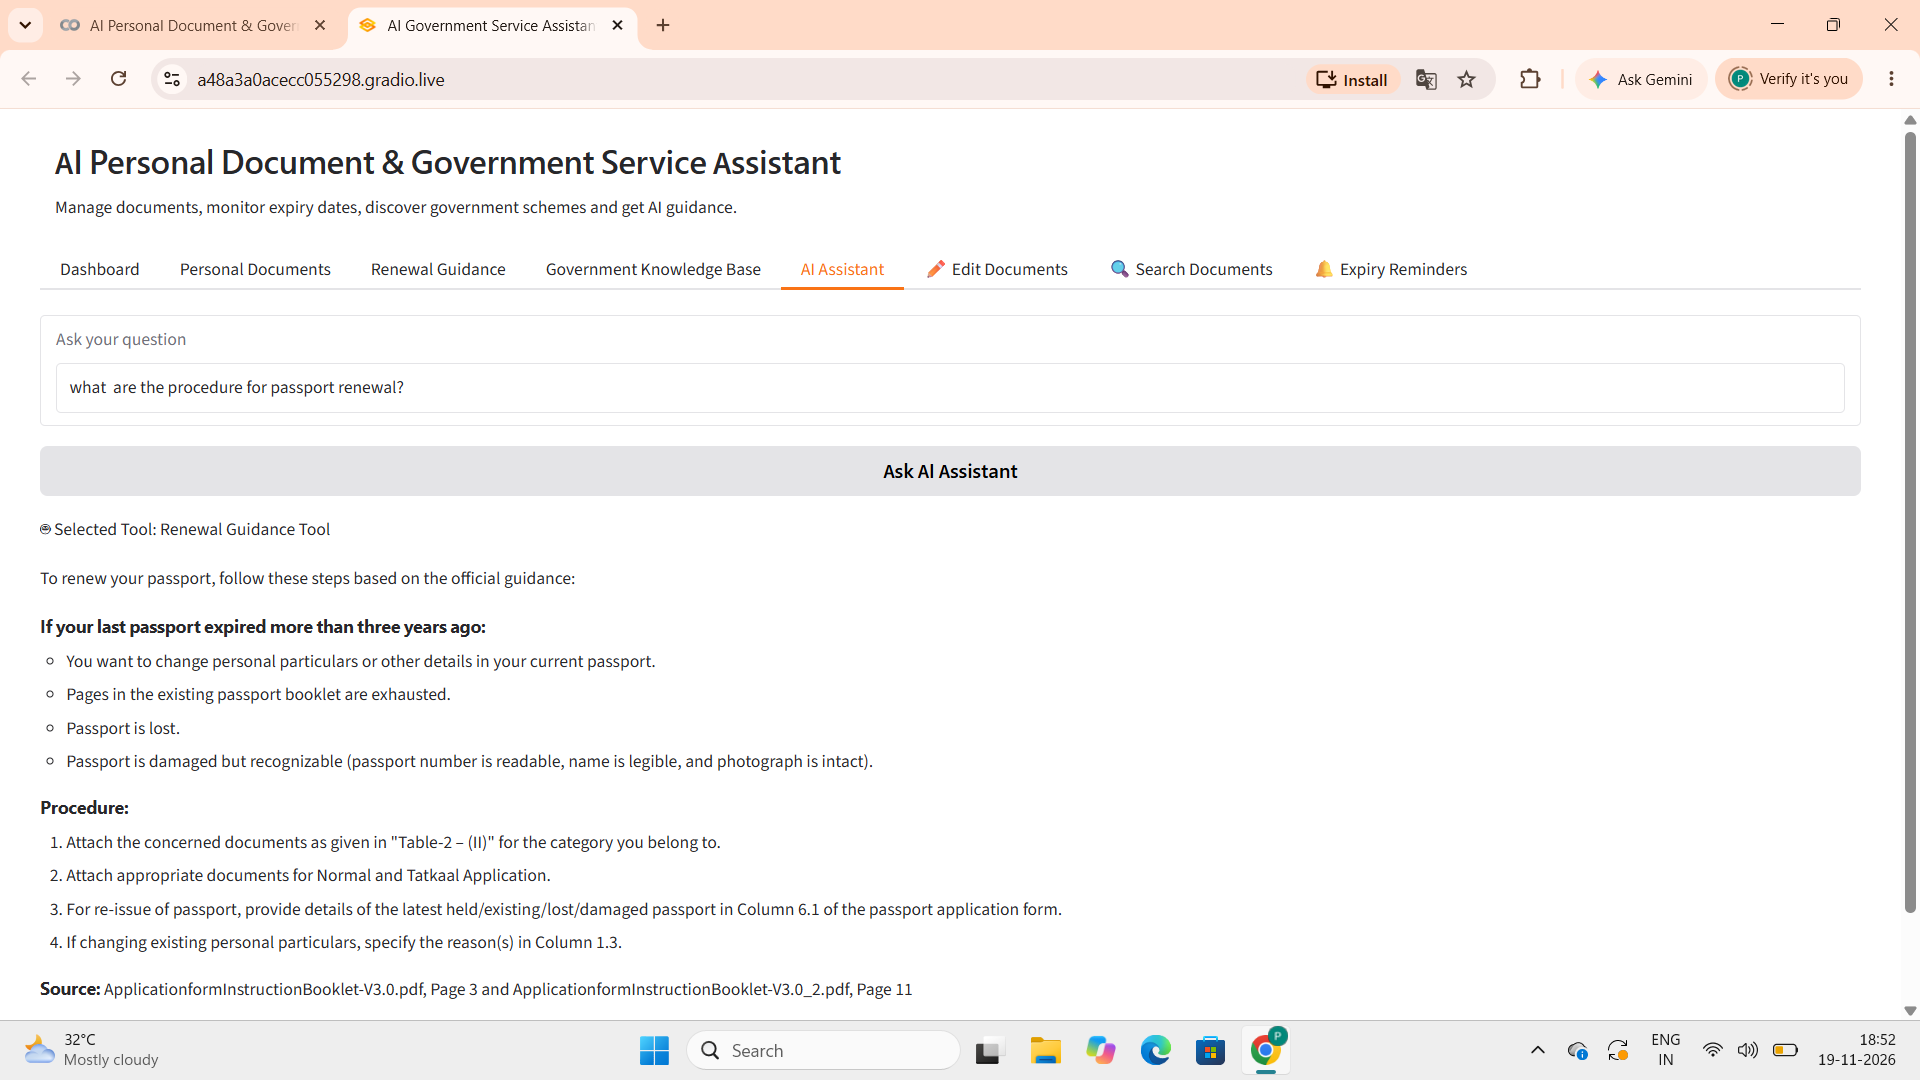 AI Personal Document & Gover
AI Government Service Assistan
a48a3a0acecc055298.gradio.live
Install
Ask Gemini
P
Verify it's you
AI Personal Document & Government Service Assistant
Manage documents, monitor expiry dates, discover government schemes and get AI guidance.
Dashboard
Personal Documents
Renewal Guidance
Government Knowledge Base
AI Assistant
Edit Documents
Search Documents
Expiry Reminders
Ask your question
what  are the procedure for passport renewal?
Ask AI Assistant
Selected Tool: Renewal Guidance Tool
To renew your passport, follow these steps based on the official guidance:
If your last passport expired more than three years ago:
You want to change personal particulars or other details in your current passport.
Pages in the existing passport booklet are exhausted.
Passport is lost.
Passport is damaged but recognizable (passport number is readable, name is legible, and photograph is intact).
Procedure:
1. Attach the concerned documents as given in "Table-2 – (II)" for the category you belong to.
2. Attach appropriate documents for Normal and Tatkaal Application.
3. For re-issue of passport, provide details of the latest held/existing/lost/damaged passport in Column 6.1 of the passport application form.
4. If changing existing personal particulars, specify the reason(s) in Column 1.3.
Source: ApplicationformInstructionBooklet-V3.0.pdf, Page 3 and ApplicationformInstructionBooklet-V3.0_2.pdf, Page 11
32°C
Mostly cloudy
Search
P
ENG
IN
18:52
19-11-2026